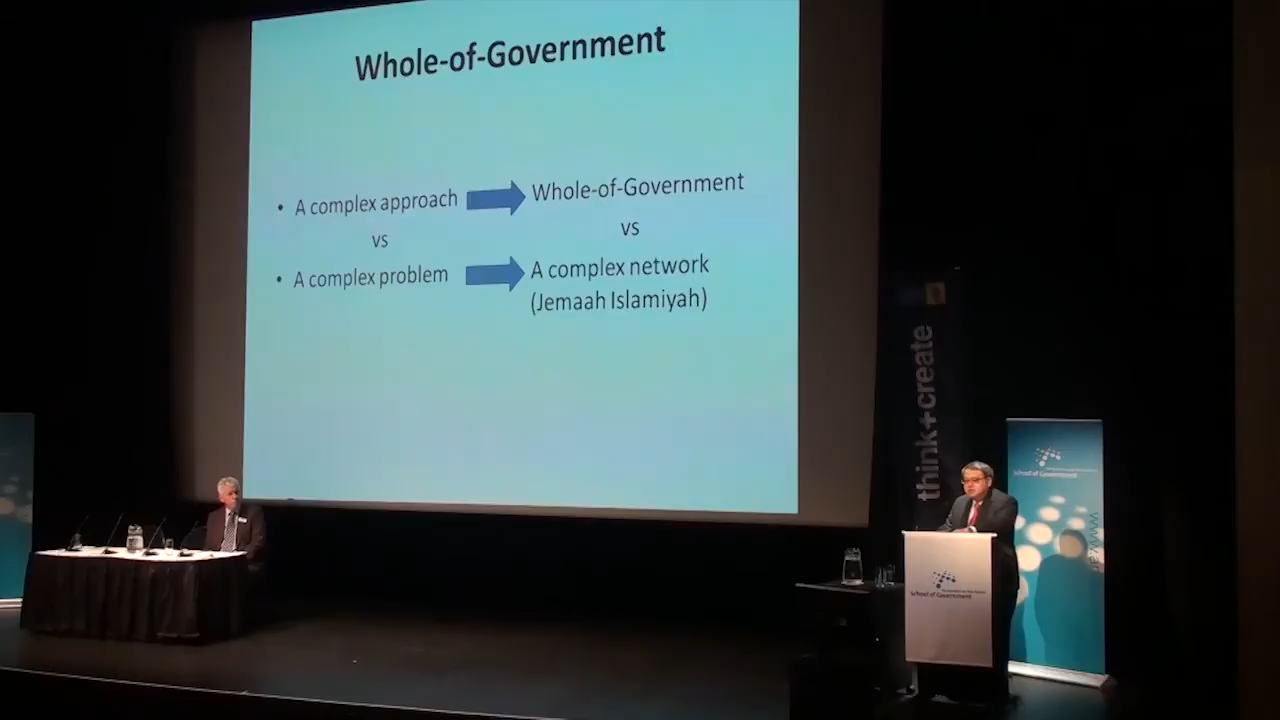 Whole-of-Government
• A complex approach
Whole-of-Government
vs
vs
• A complex problem
A complex network
(Jemaah Islamiyah)
think+create
School of Government
School of Government